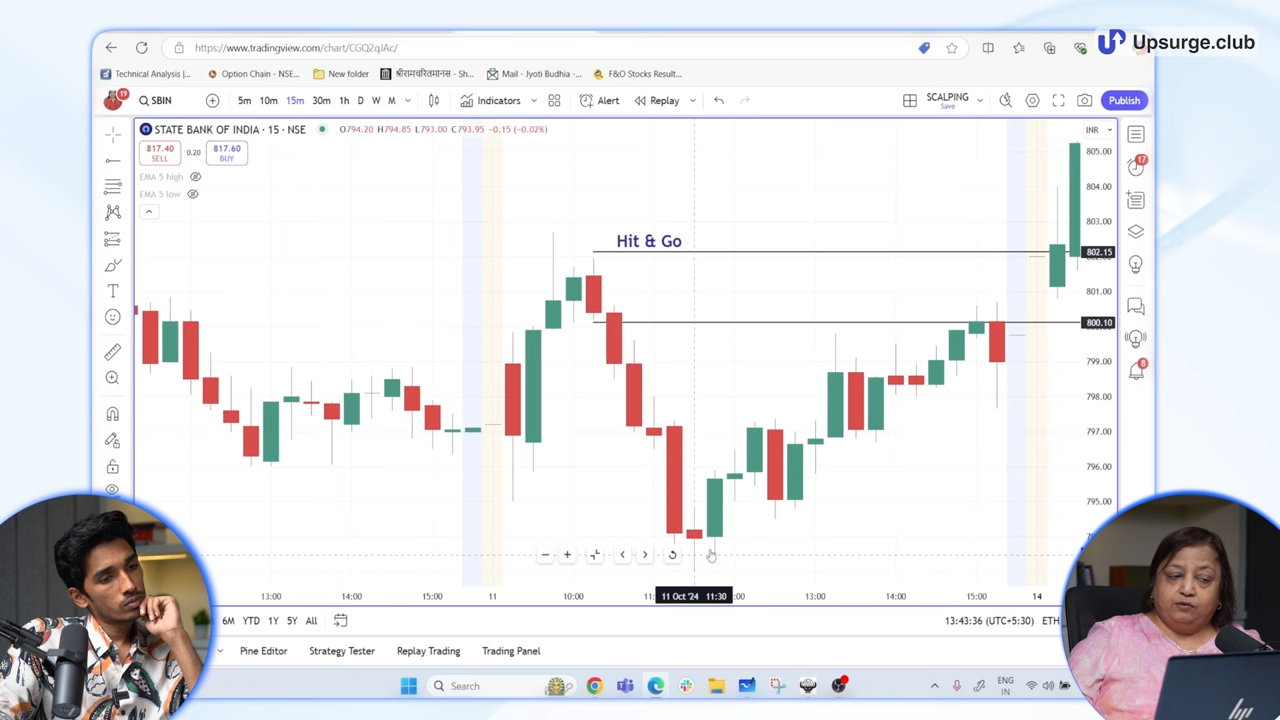 Upsurge.club
https://www.tradingview.com/chart/CGQ2qJAc/
Technical Analysis |... Option Chain - NSE... New folder श्रीरामचरितमानस - Sh... Mail - Jyoti Budhia -... F&O Stocks Result...
19 SBIN 5m 10m 15m 30m 1h D W M Indicators Alert Replay SCALPING Save Publish
STATE BANK OF INDIA · 15 · NSE O794.20 H794.85 L793.00 C793.95 -0.15 (-0.02%) INR
817.40 SELL 0.20 817.60 BUY
EMA 5 high
EMA 5 low
Hit & Go
805.00
804.00
803.00
802.15
801.00
800.10
799.00
798.00
797.00
796.00
795.00
17
8
13:00 14:00 15:00 11 10:00 11 Oct '24 11:30 13:00 14:00 15:00 14
6M YTD 1Y 5Y All 13:43:36 (UTC+5:30) ETH
Pine Editor Strategy Tester Replay Trading Trading Panel
Search ENG IN
hp